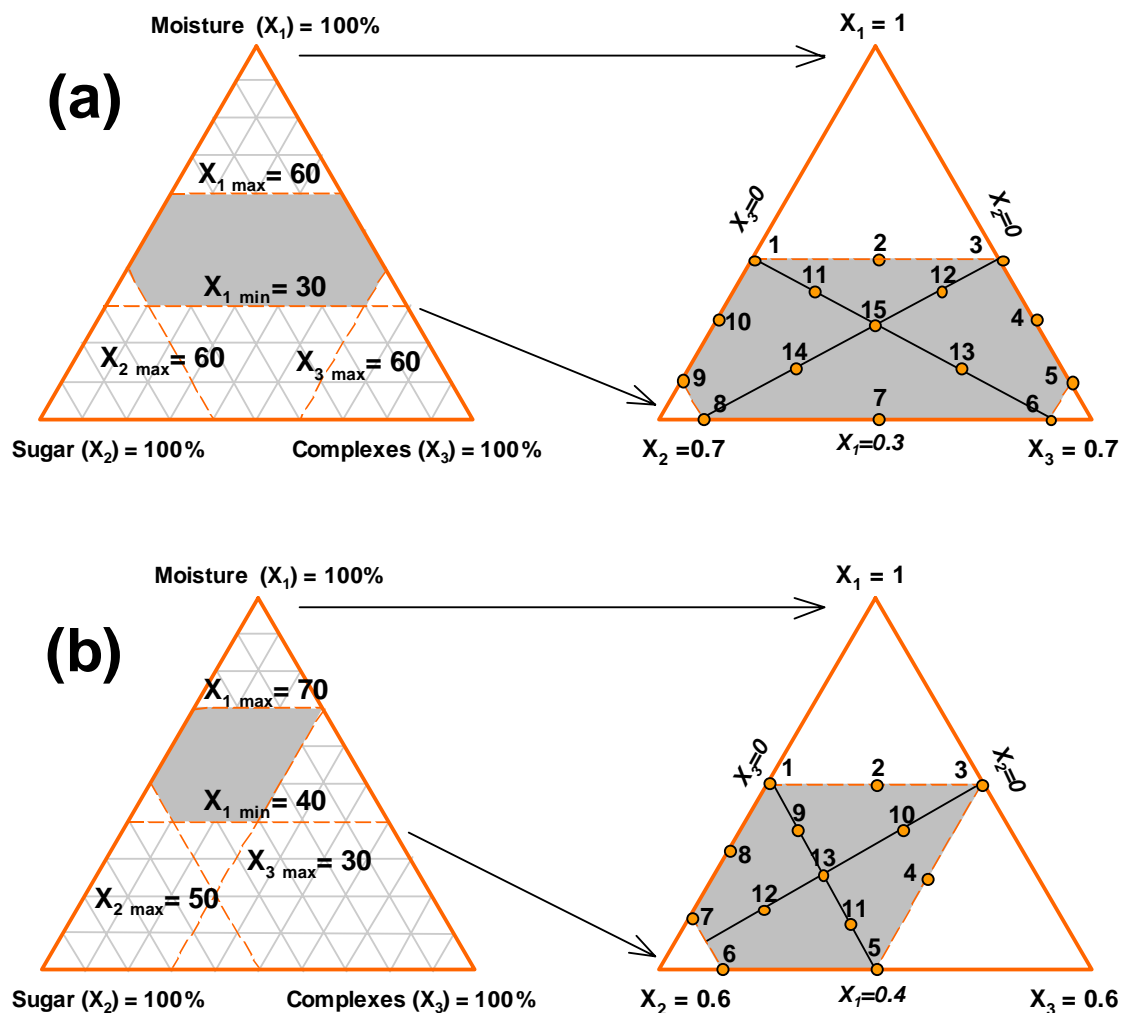 Moisture (X1) = 100%
X1 = 1
(a)
X1 max= 60
X3=0
X2=0
1
2
3
X1 min= 30
11
12
15
10
4
X2 max= 60
X3 max= 60
14
13
9
5
8
7
6
Sugar (X2) = 100%
Complexes (X3) = 100%
X2 =0.7
X1=0.3
X3 = 0.7
Moisture (X1) = 100%
X1 = 1
(b)
X1 max= 70
X3=0
X2=0
1
2
3
X1 min= 40
9
10
8
13
X3 max= 30
4
X2 max= 50
12
7
11
6
5
Sugar (X2) = 100%
Complexes (X3) = 100%
X2 = 0.6
X1=0.4
X3 = 0.6